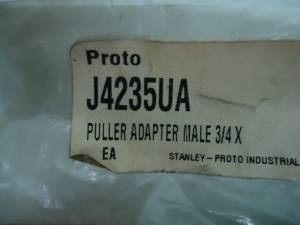 Proto
J4235UA
PULLER ADAPTER MALE 3/4 X
EA STANLEY-PROTO INDUSTRIAL